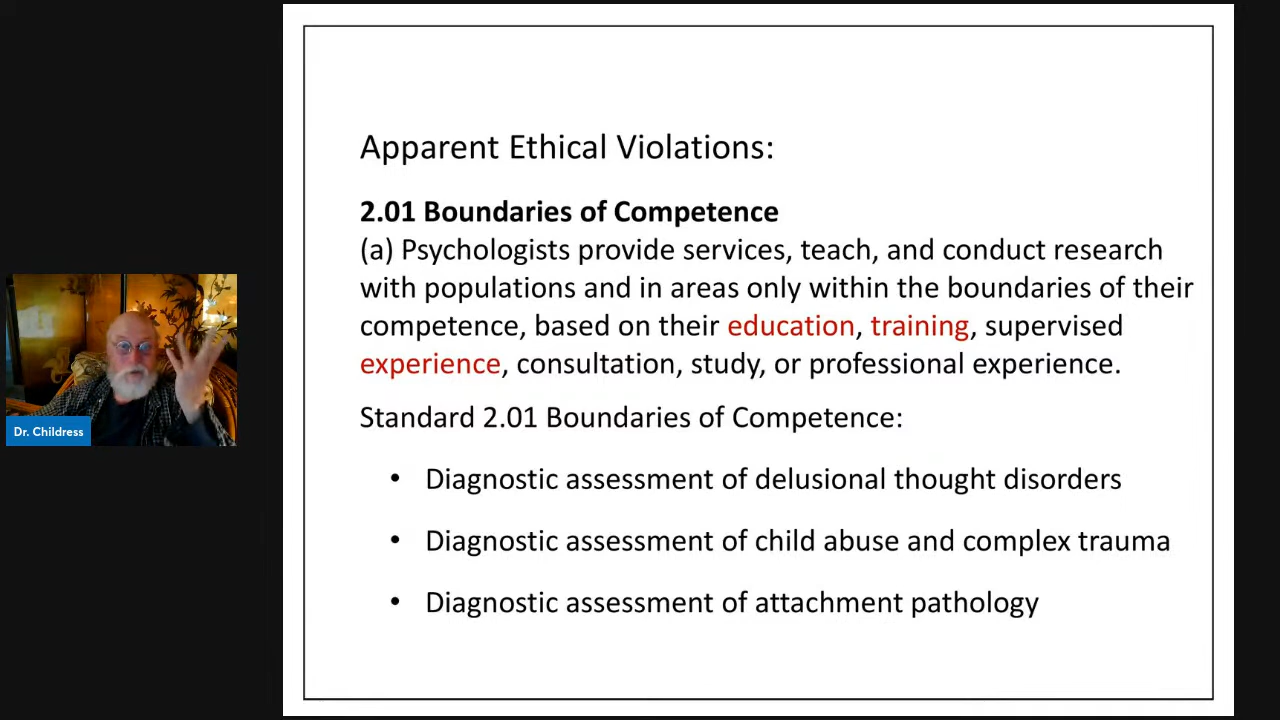 Apparent Ethical Violations:
2.01 Boundaries of Competence
(a) Psychologists provide services, teach, and conduct research
with populations and in areas only within the boundaries of their
competence, based on their education, training, supervised
experience, consultation, study, or professional experience.
Standard 2.01 Boundaries of Competence:
• Diagnostic assessment of delusional thought disorders
• Diagnostic assessment of child abuse and complex trauma
• Diagnostic assessment of attachment pathology
Dr. Childress